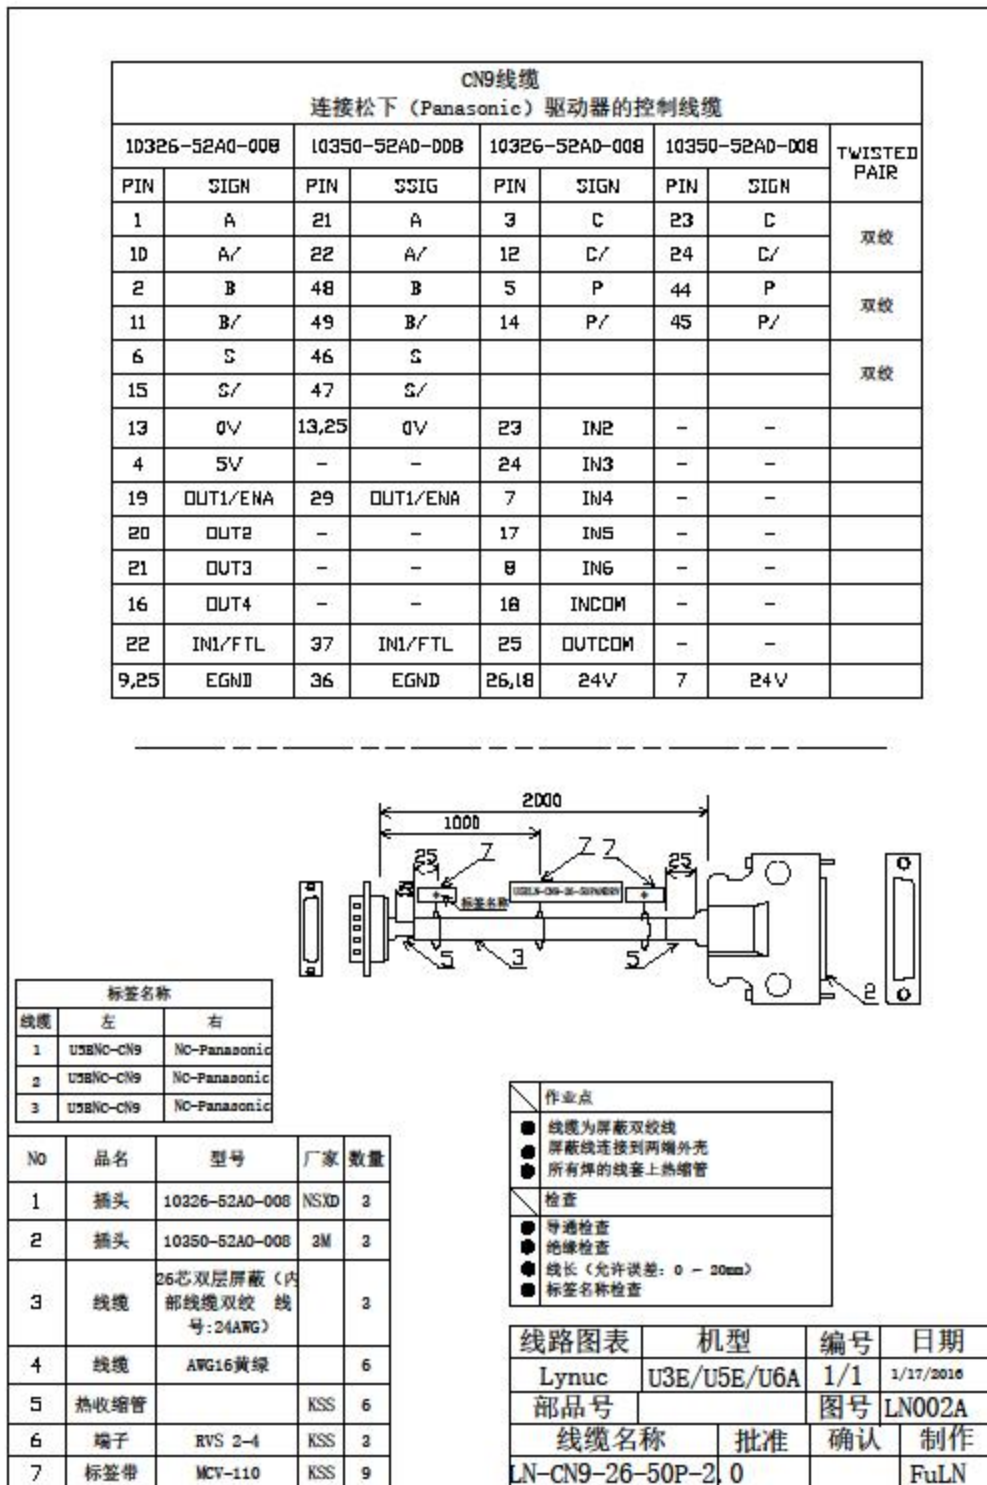 CN9线缆
连接松下（Panasonic）驱动器的控制线缆
10326-52A0-008 10350-52A0-008 10326-52A0-008 10350-52A0-008 TWISTED PAIR
PIN SIGN PIN SSIG PIN SIGN PIN SIGN
1 A 21 A 3 C 23 C 双绞
10 A/ 22 A/ 12 C/ 24 C/
2 B 48 B 5 P 44 P 双绞
11 B/ 49 B/ 14 P/ 45 P/
6 S 46 S 双绞
15 S/ 47 S/
13 0V 13,25 0V 23 IN2 - -
4 5V - - 24 IN3 - -
19 OUT1/ENA 29 OUT1/ENA 7 IN4 - -
20 OUT2 - - 17 IN5 - -
21 OUT3 - - 8 IN6 - -
16 OUT4 - - 18 INCOM - -
22 IN1/FTL 37 IN1/FTL 25 OUTCOM - -
9,25 EGND 36 EGND 26,18 24V 7 24V
2000
1000
25 7 7 7 25
标签名称
5 3 5 2
标签名称
线缆 左 右
1 U5BNC-CN9 NC-Panasonic
2 U5BNC-CN9 NC-Panasonic
3 U5BNC-CN9 NC-Panasonic
作业点
线缆为屏蔽双绞线
屏蔽线连接到两端外壳
所有焊的线套上热缩管
检查
导通检查
绝缘检查
线长（允许误差: 0 - 20mm）
标签名称检查
No 品名 型号 厂家 数量
1 插头 10326-52A0-008 NSXD 3
2 插头 10350-52A0-008 3M 3
3 线缆 26芯双层屏蔽（内部线缆双绞 线号:24AWG） 3
4 线缆 AWG16黄绿 6
5 热收缩管 KSS 6
6 端子 RVS 2-4 KSS 3
7 标签带 MCV-110 KSS 9
线路图表 机型 编号 日期
Lynuc U3E/U5E/U6A 1/1 1/17/2016
部品号 图号 LN002A
线缆名称 批准 确认 制作
LN-CN9-26-50P-2.0 FuLN